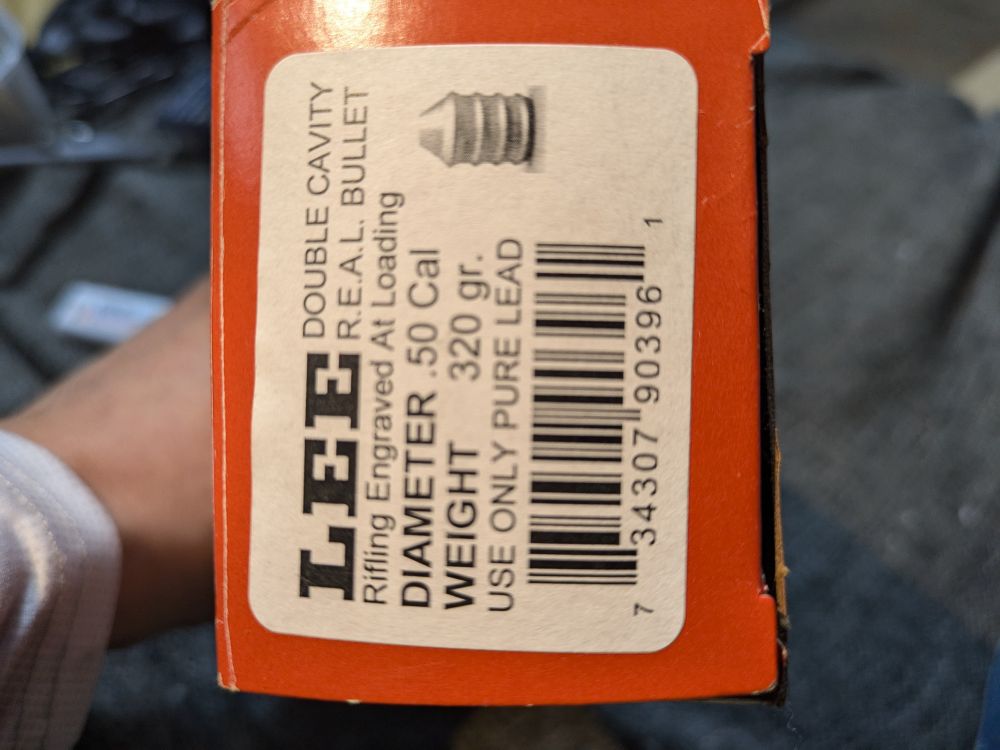 LEE DOUBLE CAVITY
R.E.A.L. BULLET
Rifling Engraved At Loading
DIAMETER .50 Cal
WEIGHT 320 gr.
USE ONLY PURE LEAD
7 34307 90396 1